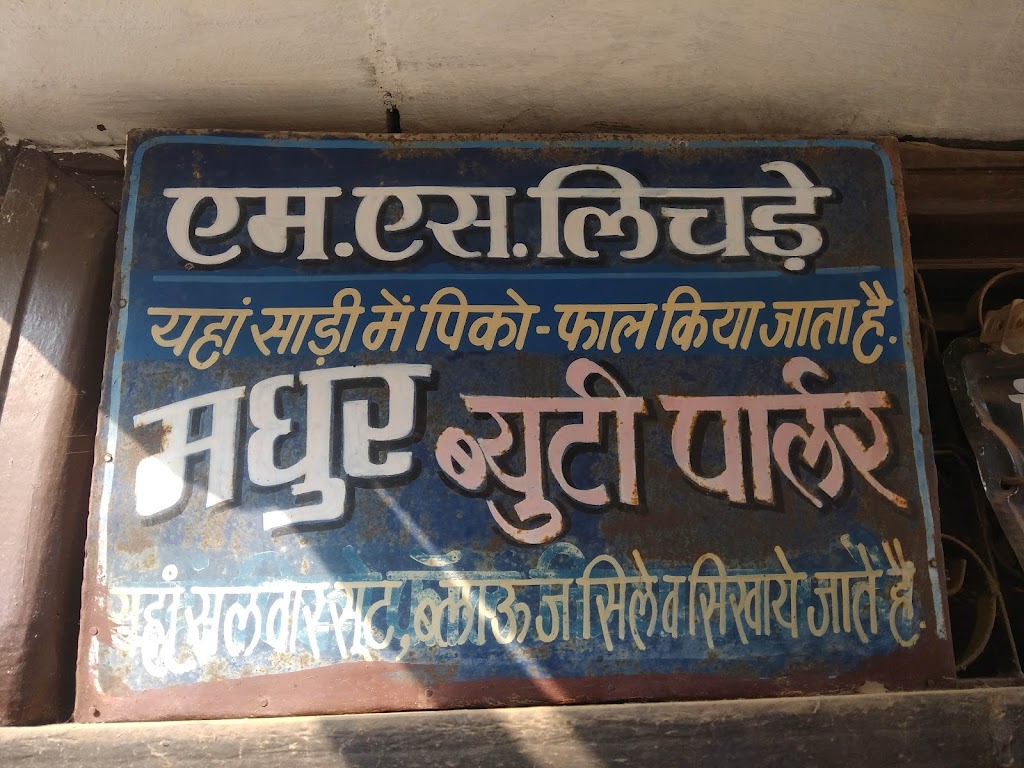 एम.एस.लिचडे़
यहां साड़ी में पिको-फाल किया जाता है.
मधुर ब्युटी पार्लर
यहां सलवार सूट, ब्लाऊज सिले व सिखाये जाते है.